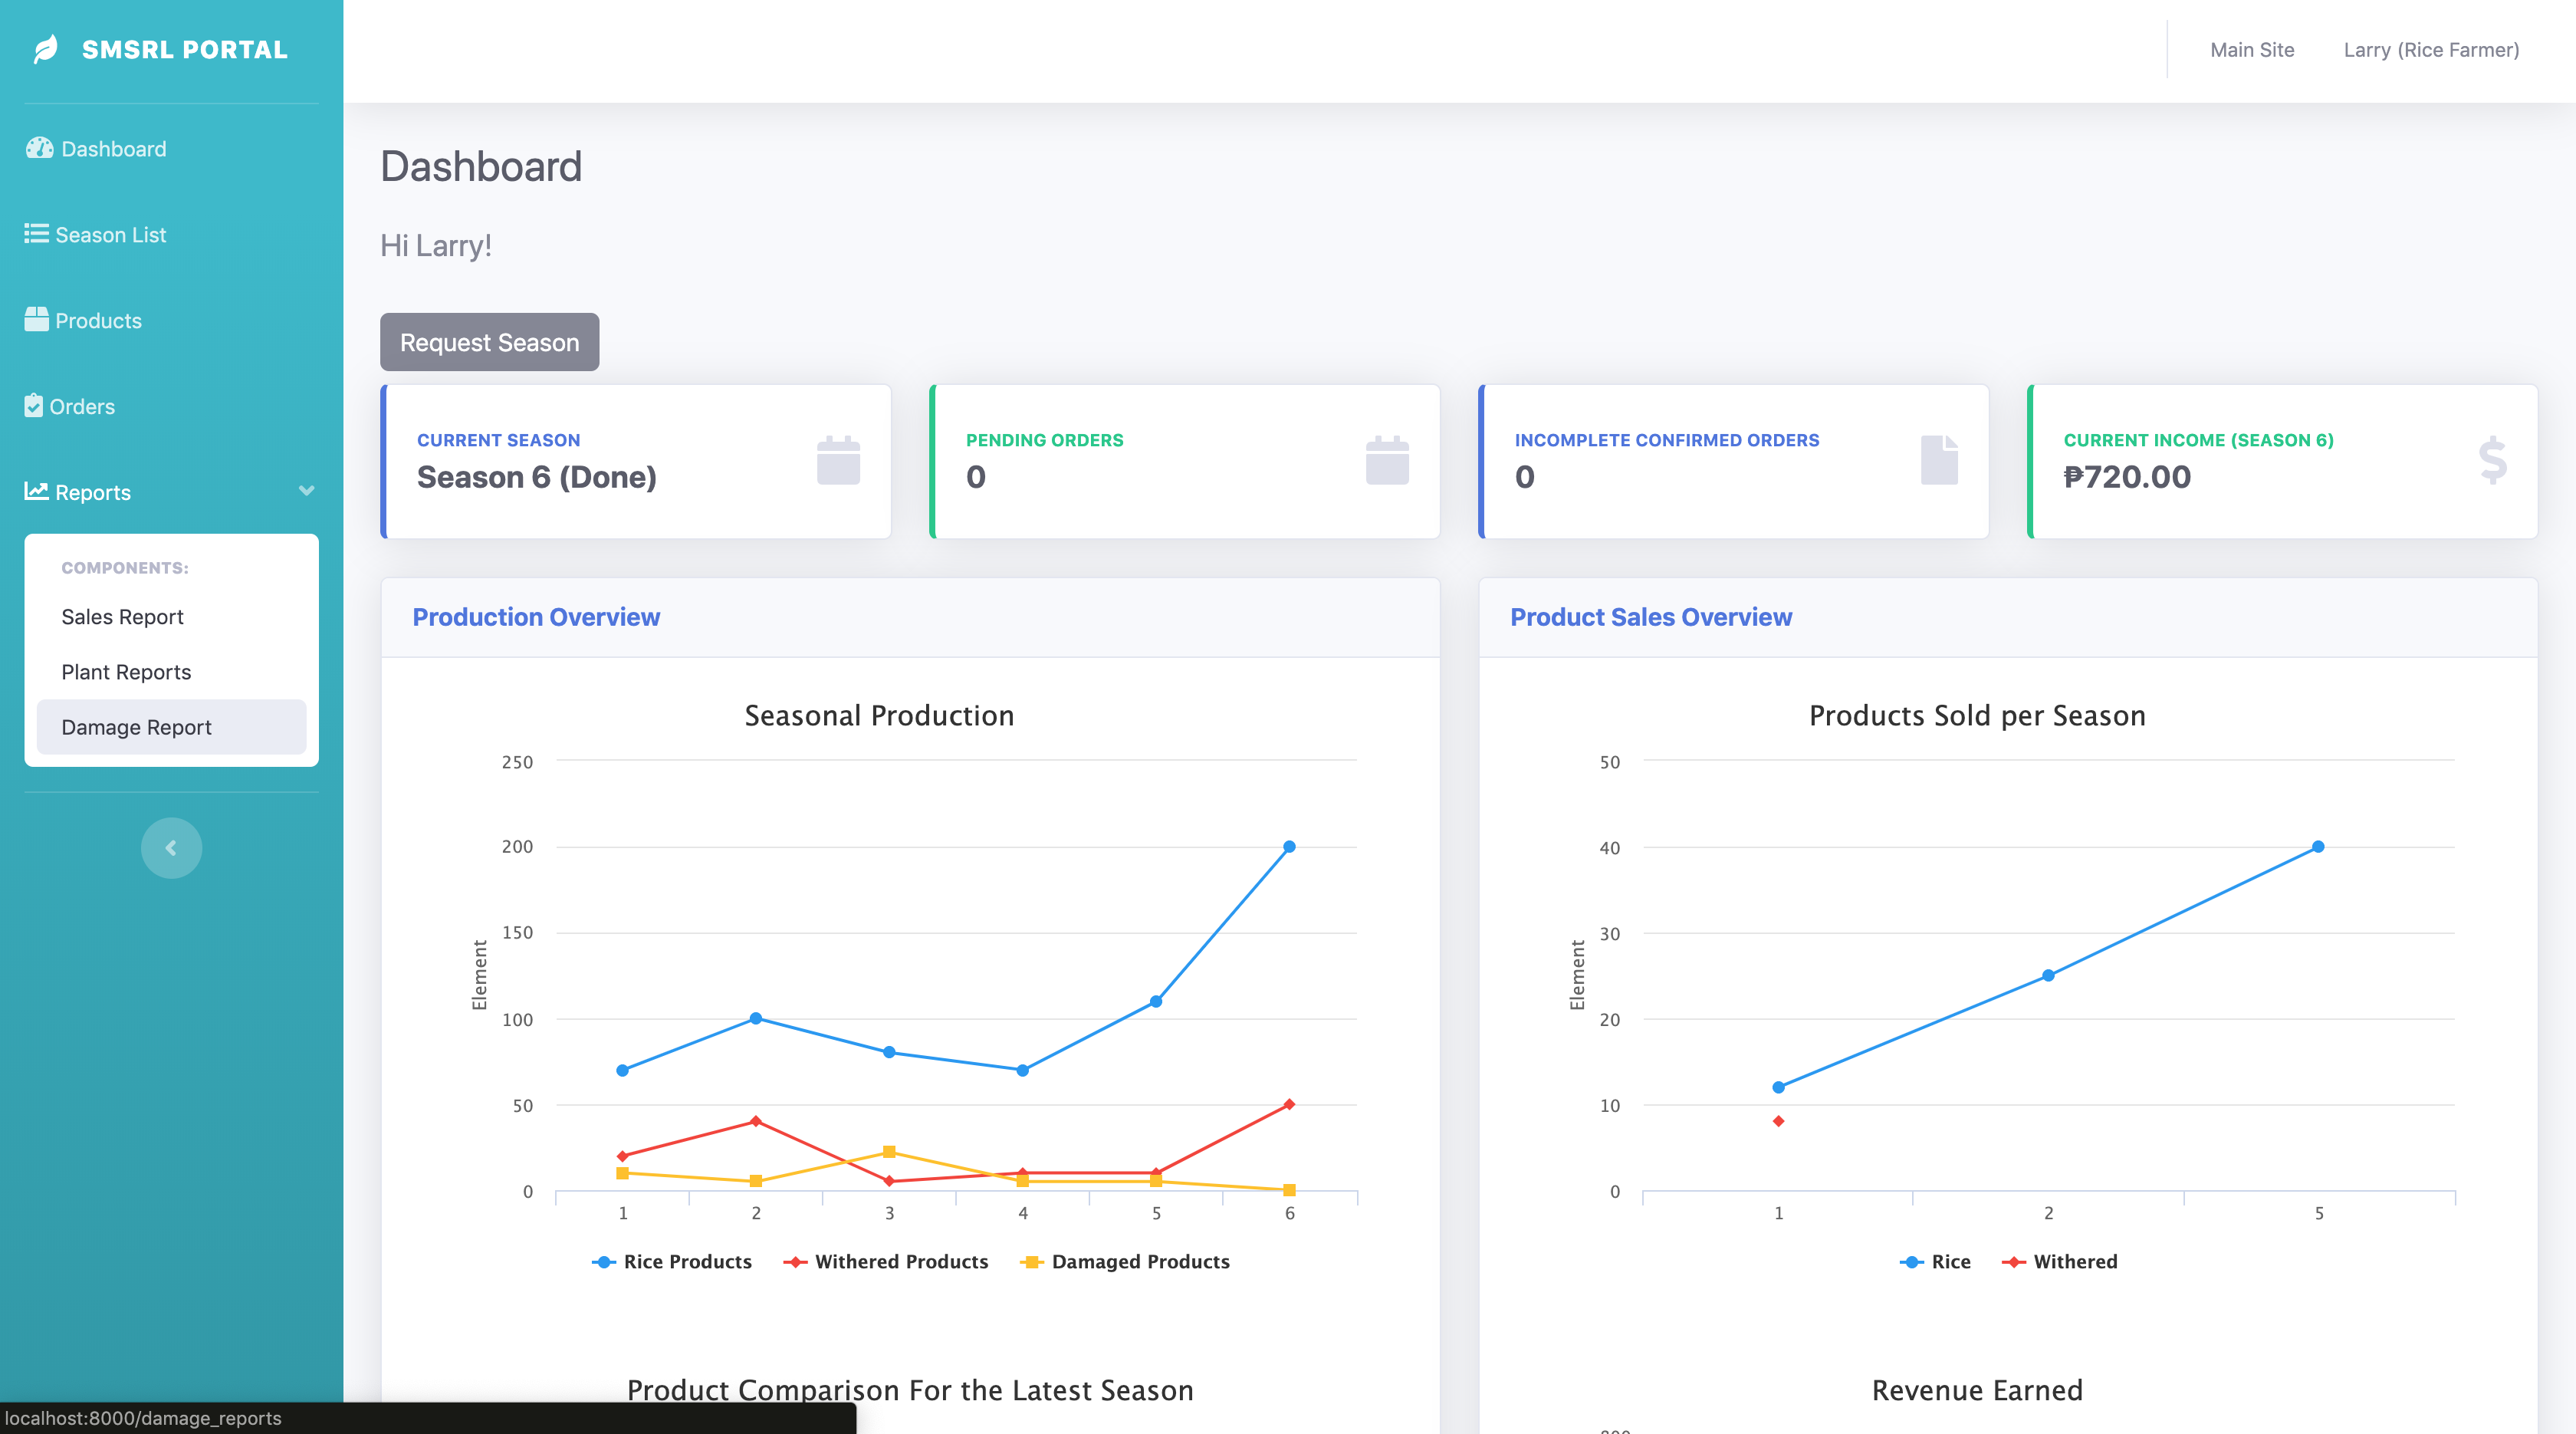 SMSRL PORTAL
Main Site
Larry (Rice Farmer)
Dashboard
Season List
Products
Orders
Reports
COMPONENTS:
Sales Report
Plant Reports
Damage Report
Dashboard
Hi Larry!
Request Season
CURRENT SEASON
Season 6 (Done)
PENDING ORDERS
0
INCOMPLETE CONFIRMED ORDERS
0
CURRENT INCOME (SEASON 6)
₱720.00
Production Overview
Seasonal Production
Element
250
200
150
100
50
0
1 2 3 4 5 6
Rice Products Withered Products Damaged Products
Product Comparison For the Latest Season
Product Sales Overview
Products Sold per Season
Element
50
40
30
20
10
0
1 2 5
Rice Withered
Revenue Earned
localhost:8000/damage_reports